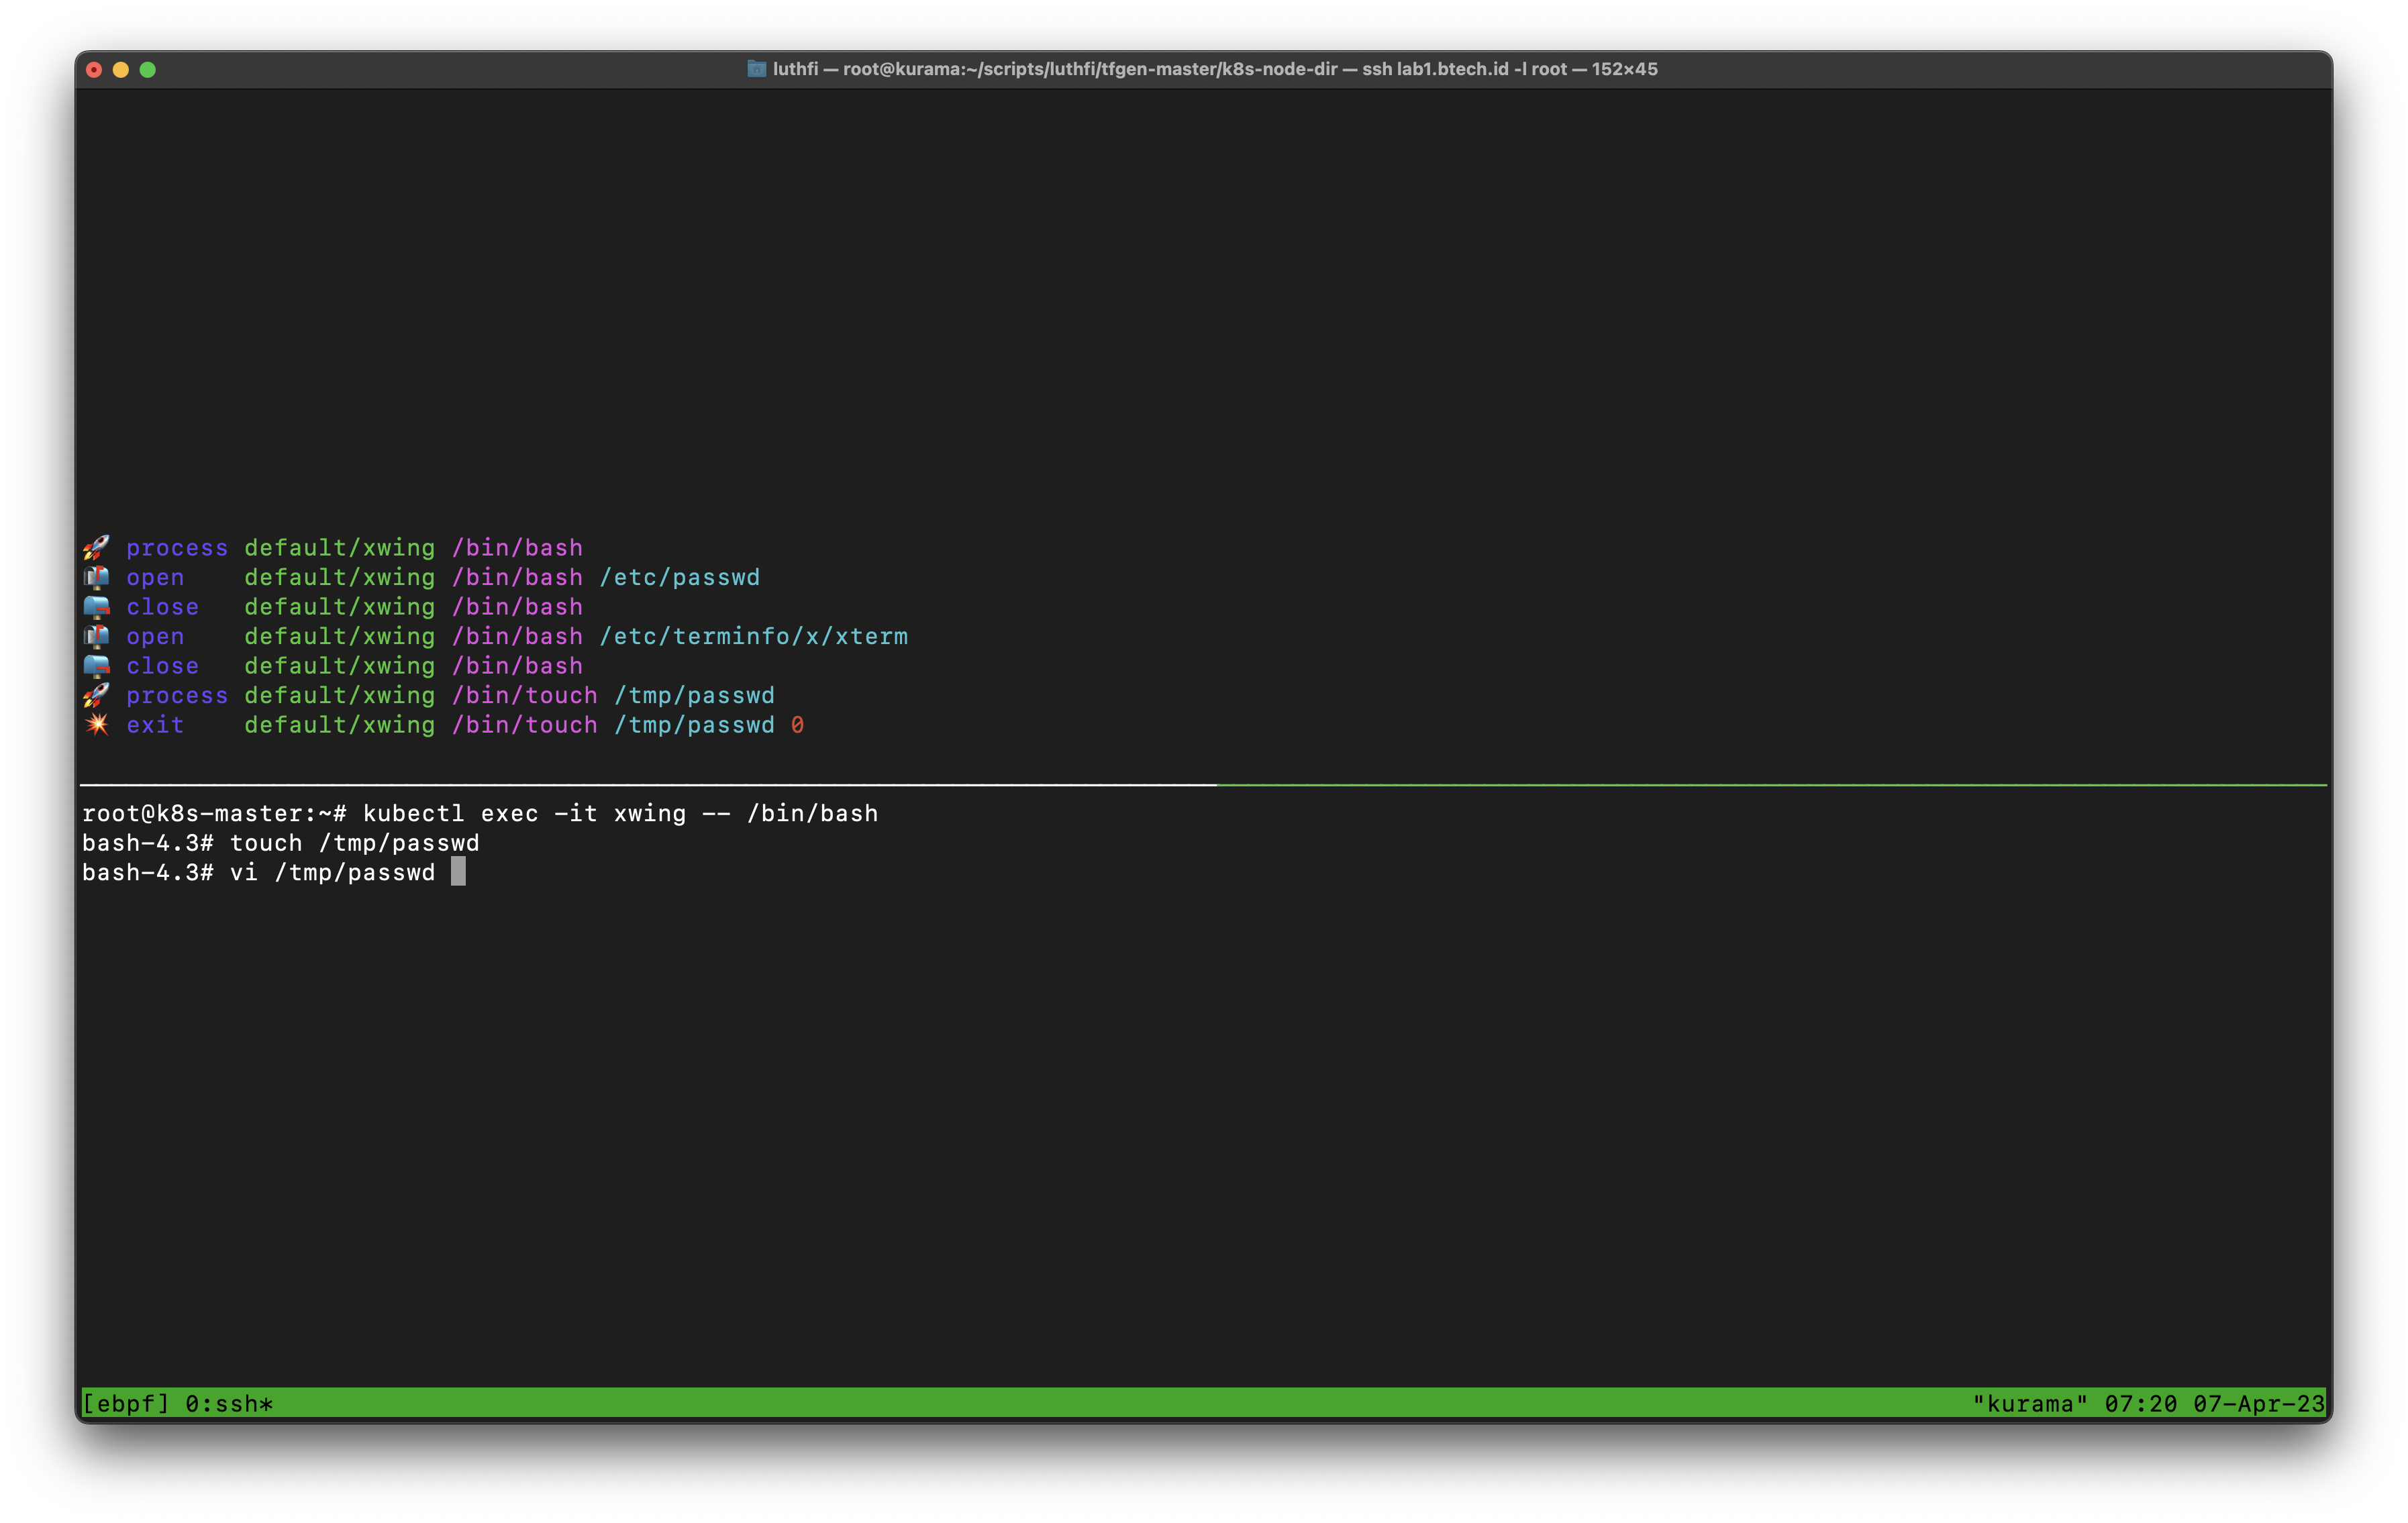 luthfi — root@kurama:~/scripts/luthfi/tfgen-master/k8s-node-dir — ssh lab1.btech.id -l root — 152×45
🚀 process default/xwing /bin/bash
📬 open    default/xwing /bin/bash /etc/passwd
📪 close   default/xwing /bin/bash
📬 open    default/xwing /bin/bash /etc/terminfo/x/xterm
📪 close   default/xwing /bin/bash
🚀 process default/xwing /bin/touch /tmp/passwd
💥 exit    default/xwing /bin/touch /tmp/passwd 0
root@k8s-master:~# kubectl exec -it xwing -- /bin/bash
bash-4.3# touch /tmp/passwd
bash-4.3# vi /tmp/passwd
[ebpf] 0:ssh* "kurama" 07:20 07-Apr-23